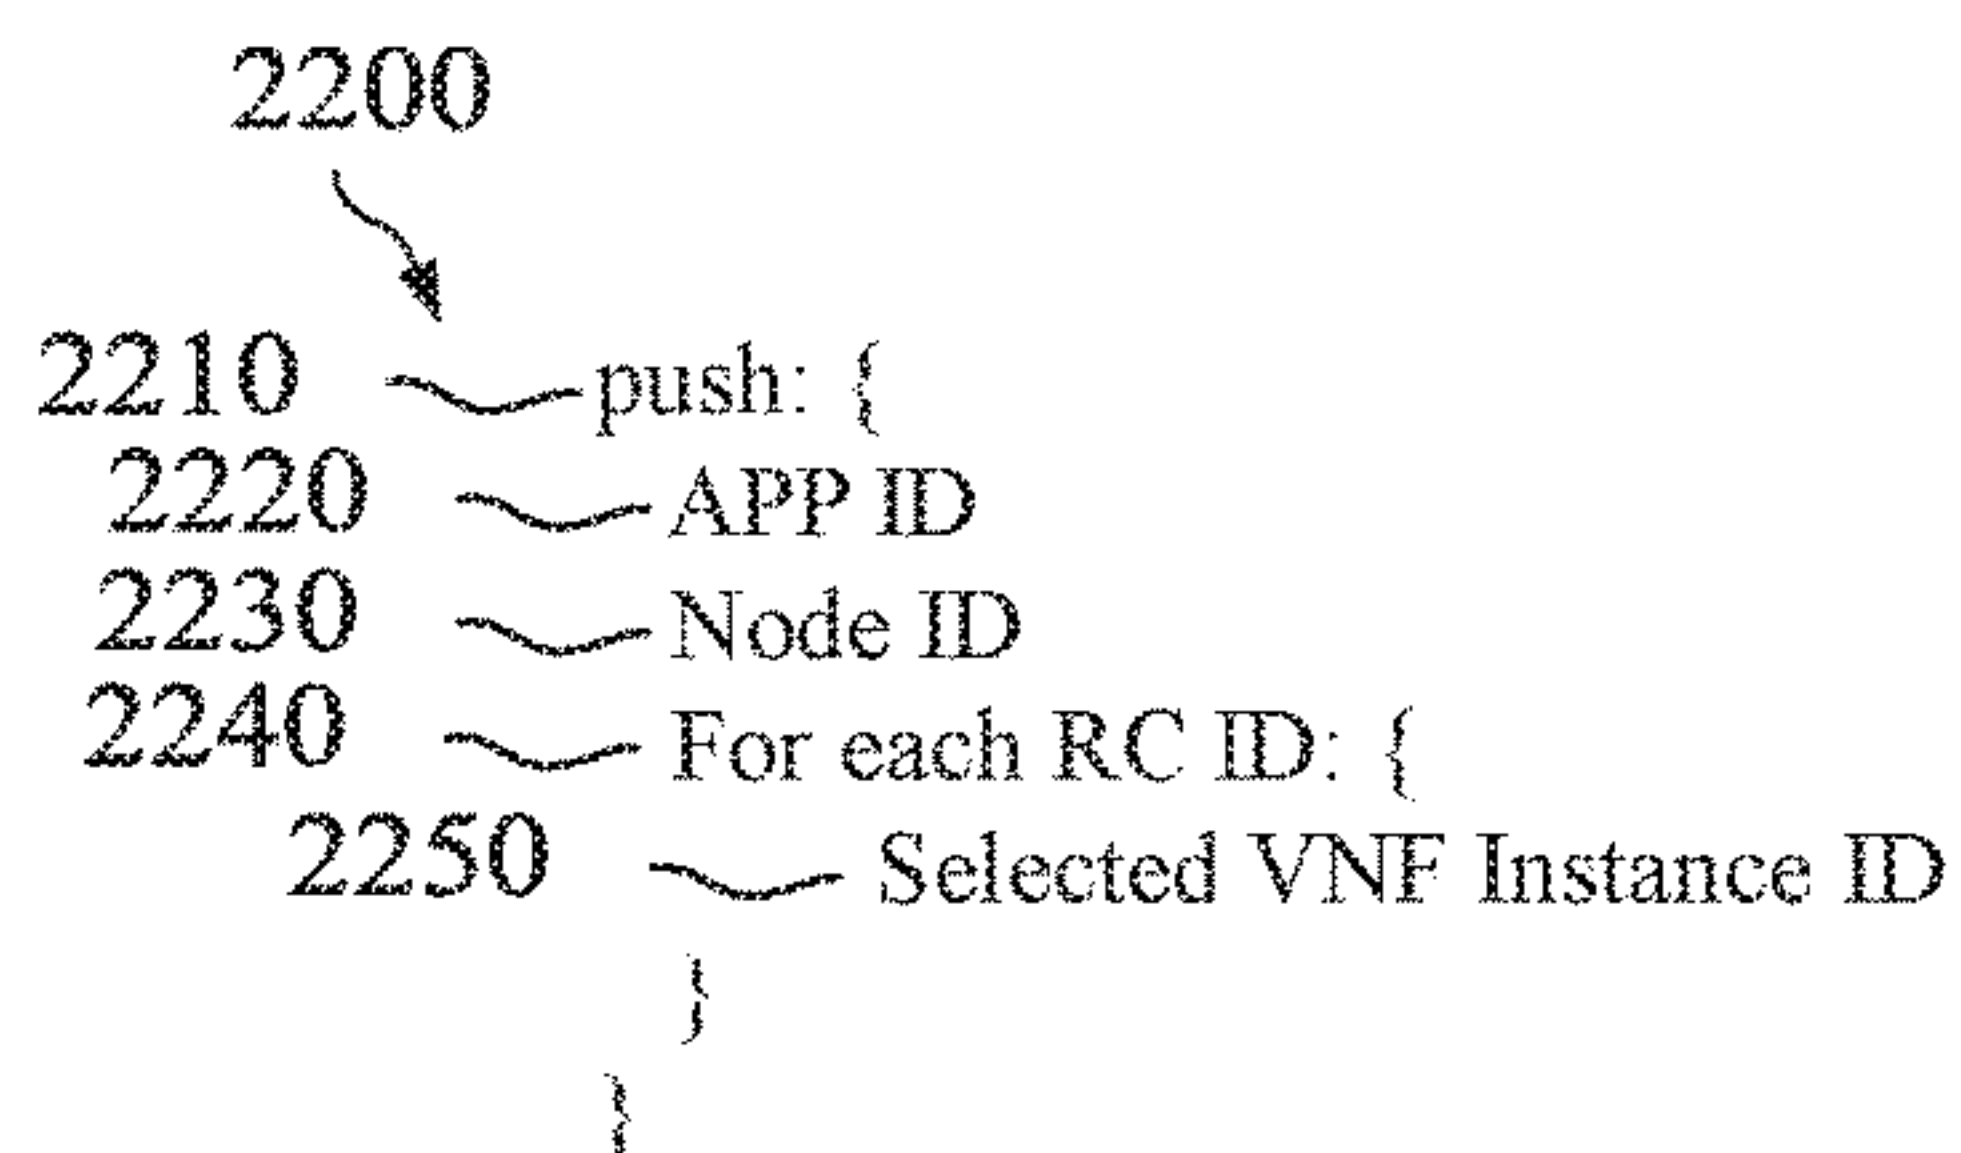 2200
2210 push: {
2220 APP ID
2230 Node ID
2240 For each RC ID: {
2250 Selected VNF Instance ID
}
}